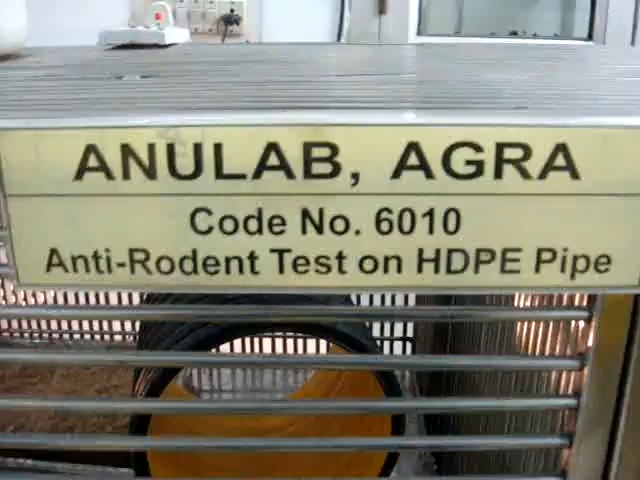 ANULAB, AGRA
Code No. 6010
Anti-Rodent Test on HDPE Pipe